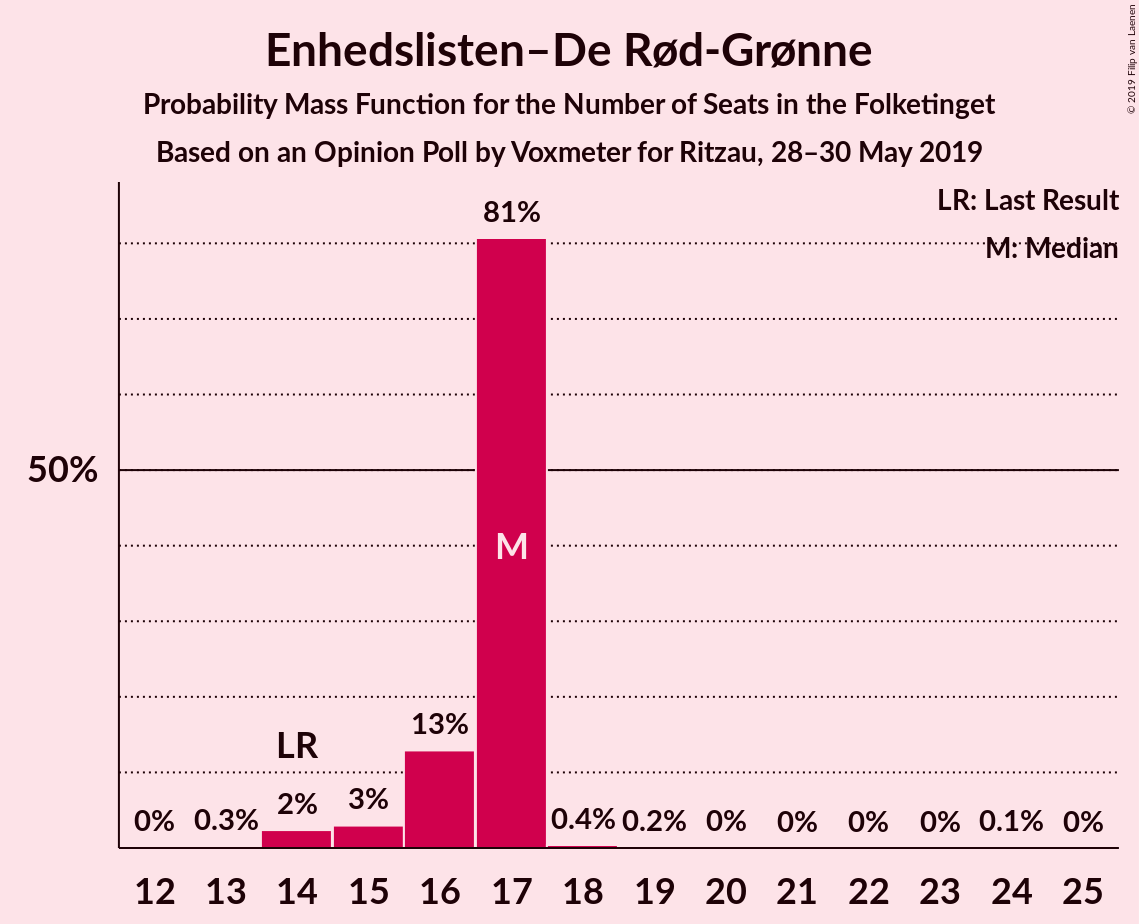 Enhedslisten–De Rød-Grønne
Probability Mass Function for the Number of Seats in the Folketinget
Based on an Opinion Poll by Voxmeter for Ritzau, 28–30 May 2019
© 2019 Filip van Laenen
LR: Last Result
M: Median
81%
50%
M
13%
LR
0% 0.3% 2% 3% 0.4% 0.2% 0% 0% 0% 0% 0.1% 0%
12 13 14 15 16 17 18 19 20 21 22 23 24 25